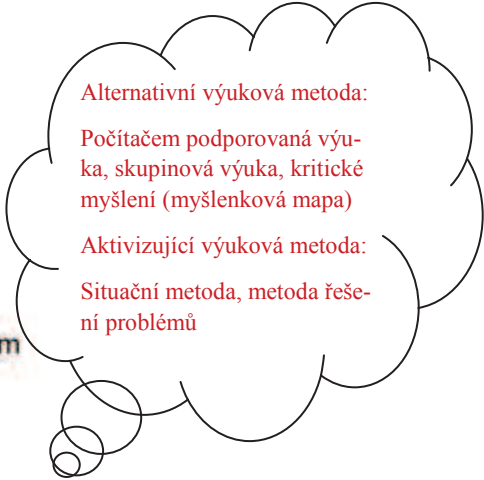 Alternativní výuková metoda:
Počítačem podporovaná výu-
ka, skupinová výuka, kritické
myšlení (myšlenková mapa)
Aktivizující výuková metoda:
Situační metoda, metoda řeše-
ní problémů
m